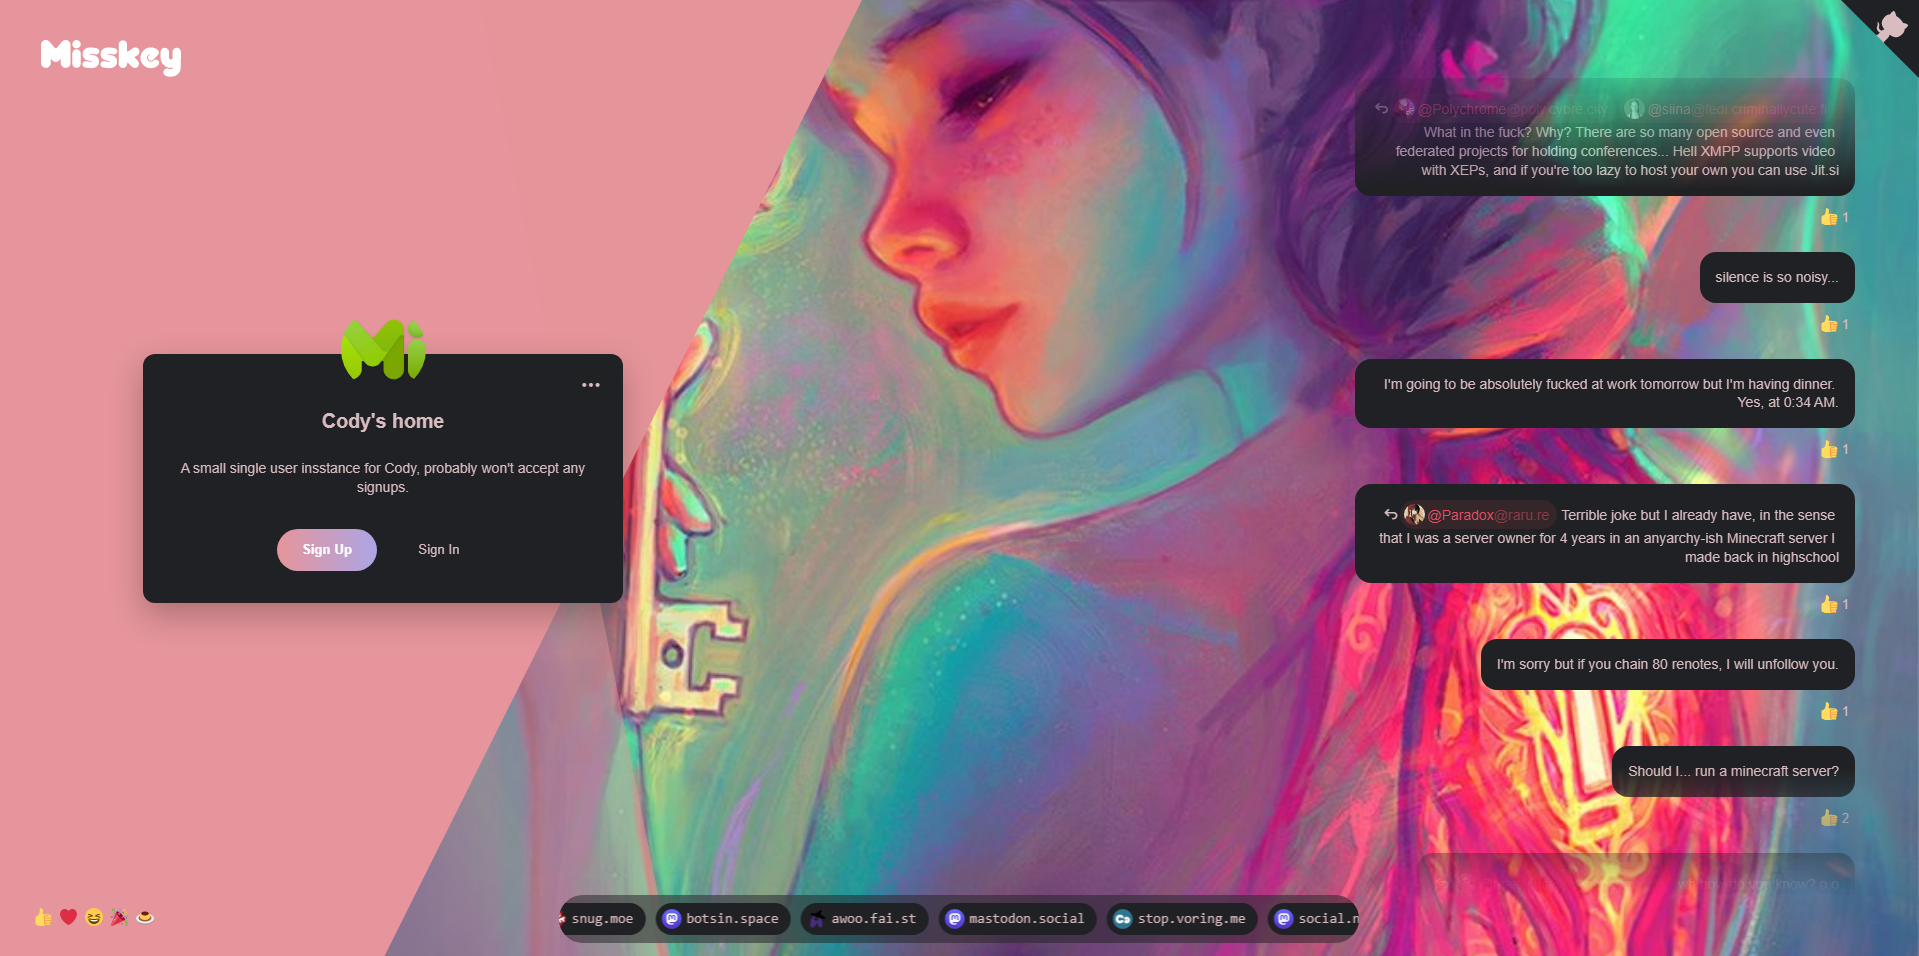 Misskey
Mi
Cody's home
A small single user insstance for Cody, probably won't accept any
signups.
Sign Up
Sign In
@Polychrome@poly.cybre.city @siina@fedi.criminallycute.fi
What in the fuck? Why? There are so many open source and even
federated projects for holding conferences... Hell XMPP supports video
with XEPs, and if you're too lazy to host your own you can use Jit.si
1
silence is so noisy...
1
I'm going to be absolutely fucked at work tomorrow but I'm having dinner.
Yes, at 0:34 AM.
1
@Paradox@raru.re Terrible joke but I already have, in the sense
that I was a server owner for 4 years in an anyarchy-ish Minecraft server I
made back in highschool
1
I'm sorry but if you chain 80 renotes, I will unfollow you.
1
Should I... run a minecraft server?
2
know? o.o
snug.moe
botsin.space
awoo.fai.st
mastodon.social
stop.voring.me
social.n